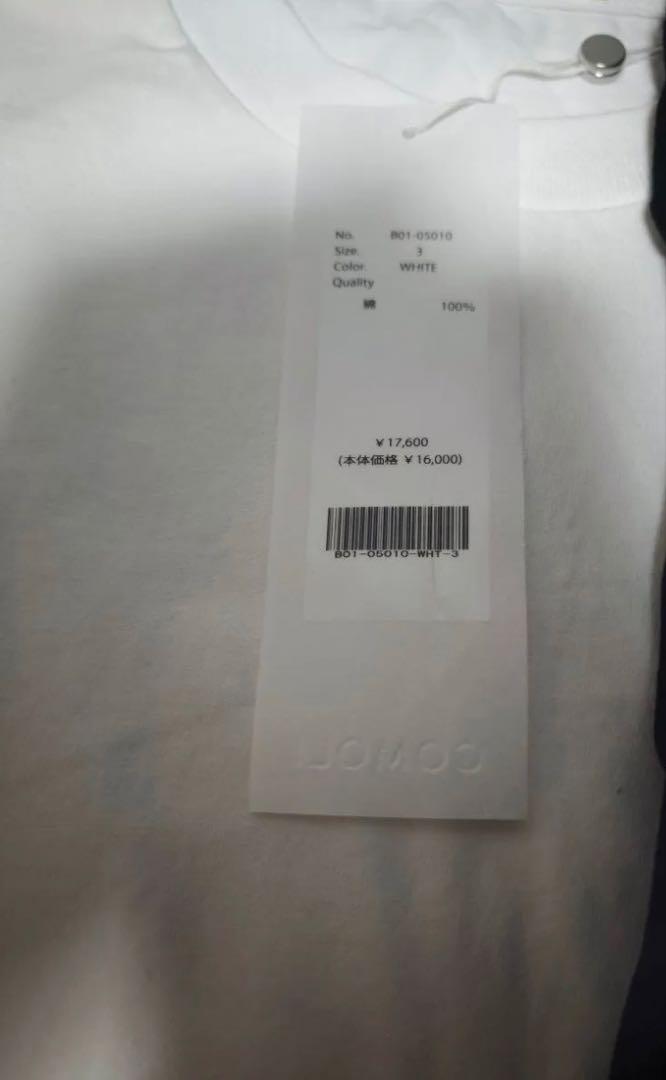 No. B01-05010
Size. 3
Color. WHITE
Quality
綿 100%
￥17,600
(本体価格 ￥16,000)
B01-05010-WHT-3
COMOLI